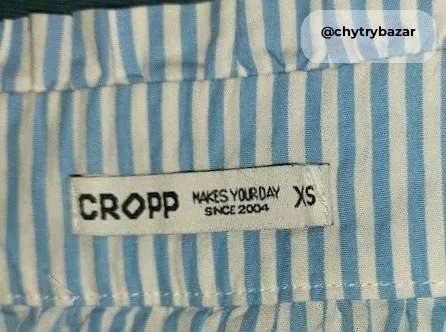 @chytrybazar
CROPP
MAKES YOUR DAY
SINCE 2004
XS